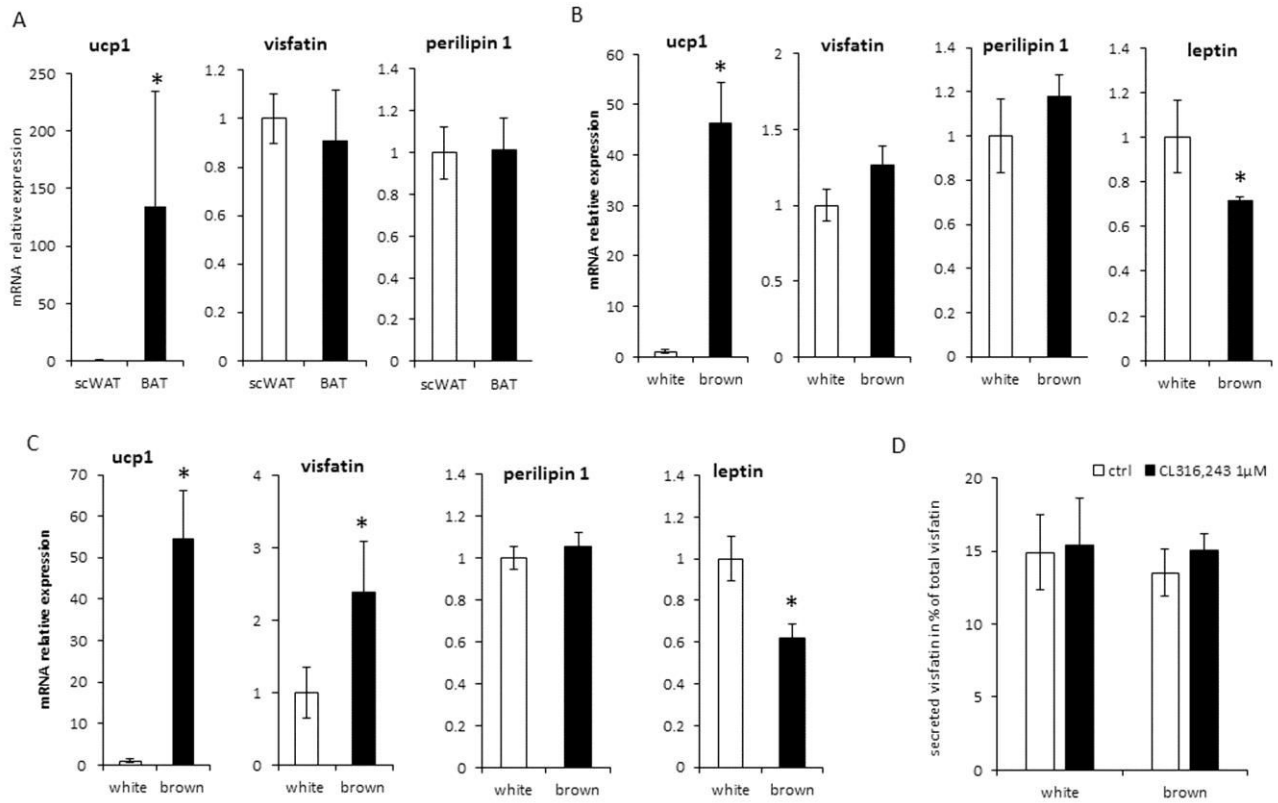 A
ucp1
mRNA relative expression
250
200
150
100
50
0
scWAT BAT
*
visfatin
1.2
1
0.8
0.6
0.4
0.2
0
scWAT BAT
perilipin 1
1.4
1.2
1
0.8
0.6
0.4
0.2
0
scWAT BAT
B
ucp1
mRNA relative expression
60
50
40
30
20
10
0
white brown
*
visfatin
2
1.5
1
0.5
0
white brown
perilipin 1
1.4
1.2
1
0.8
0.6
0.4
0.2
0
white brown
leptin
1.4
1.2
1
0.8
0.6
0.4
0.2
0
white brown
*
C
ucp1
mRNA relative expression
70
60
50
40
30
20
10
0
white brown
*
visfatin
4
3
2
1
0
white brown
*
perilipin 1
1.4
1.2
1
0.8
0.6
0.4
0.2
0
white brown
leptin
1.4
1.2
1
0.8
0.6
0.4
0.2
0
white brown
*
D
ctrl CL316,243 1µM
secreted visfatin in % of total visfatin
20
15
10
5
0
white brown